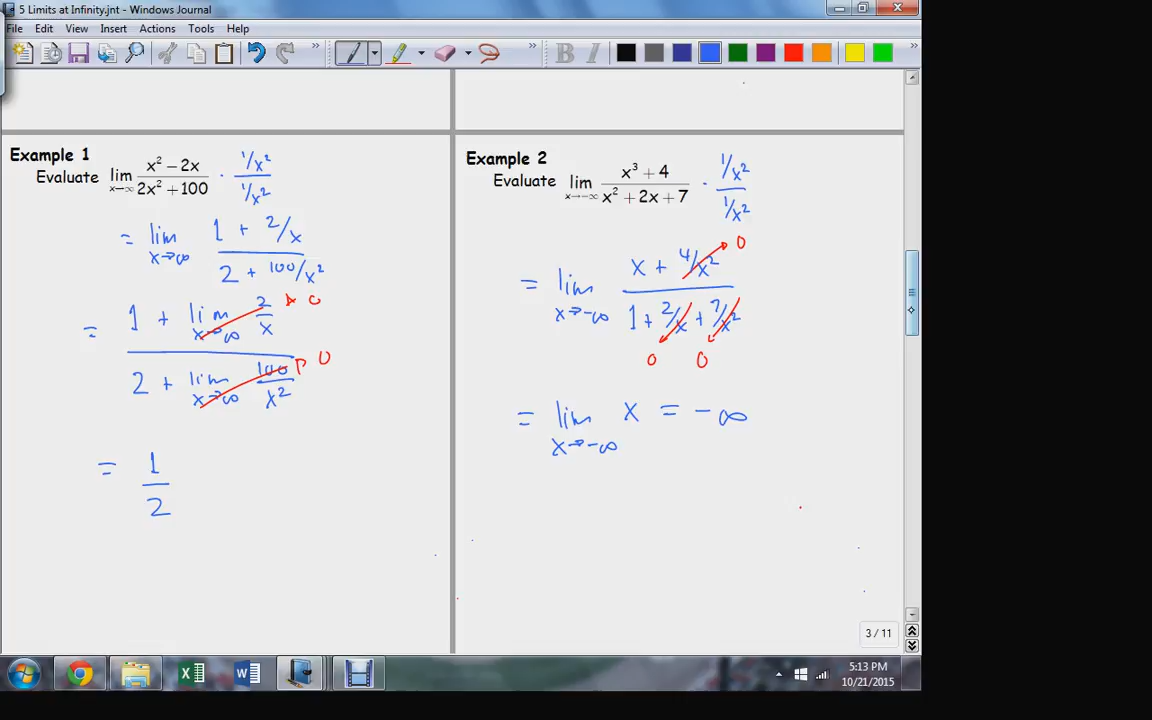 5 Limits at Infinity.jnt - Windows Journal
File Edit View Insert Actions Tools Help
Example 1
Evaluate lim x→∞ (x² − 2x)/(2x² + 100) · (1/x²)/(1/x²)
= lim x→∞ (1 + 2/x)/(2 + 100/x²)
= (1 + lim x→∞ 2/x → 0)/(2 + lim x→∞ 100/x² → 0)
= 1/2
Example 2
Evaluate lim x→−∞ (x³ + 4)/(x² + 2x + 7) · (1/x²)/(1/x²)
= lim x→−∞ (x + 4/x² → 0)/(1 + 2/x + 7/x²)
0 0
= lim x→−∞ x = −∞
3 / 11
5:13 PM
10/21/2015